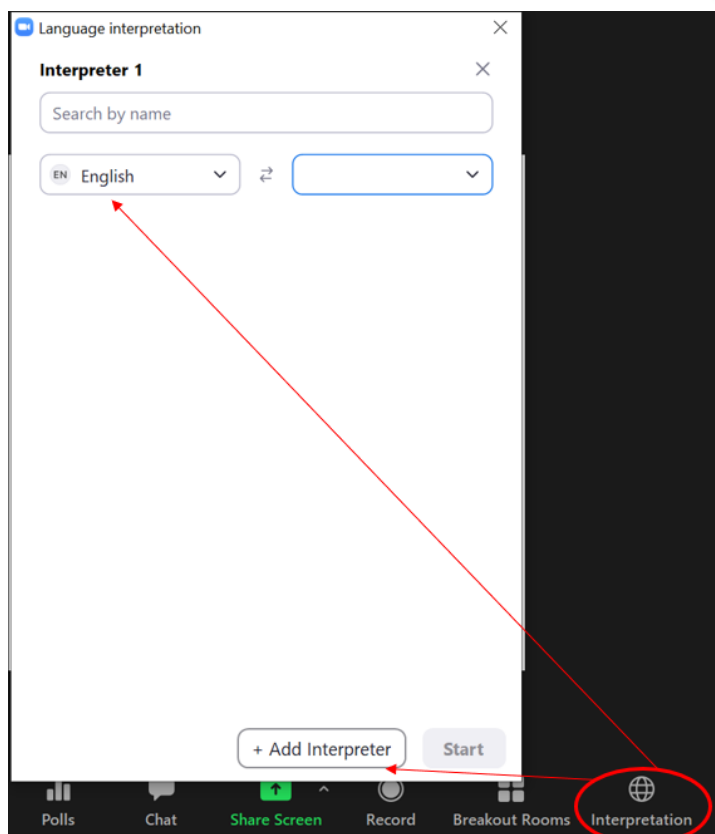 Language interpretation
Interpreter 1
Search by name
EN English
+ Add Interpreter Start
Polls Chat Share Screen Record Breakout Rooms Interpretation